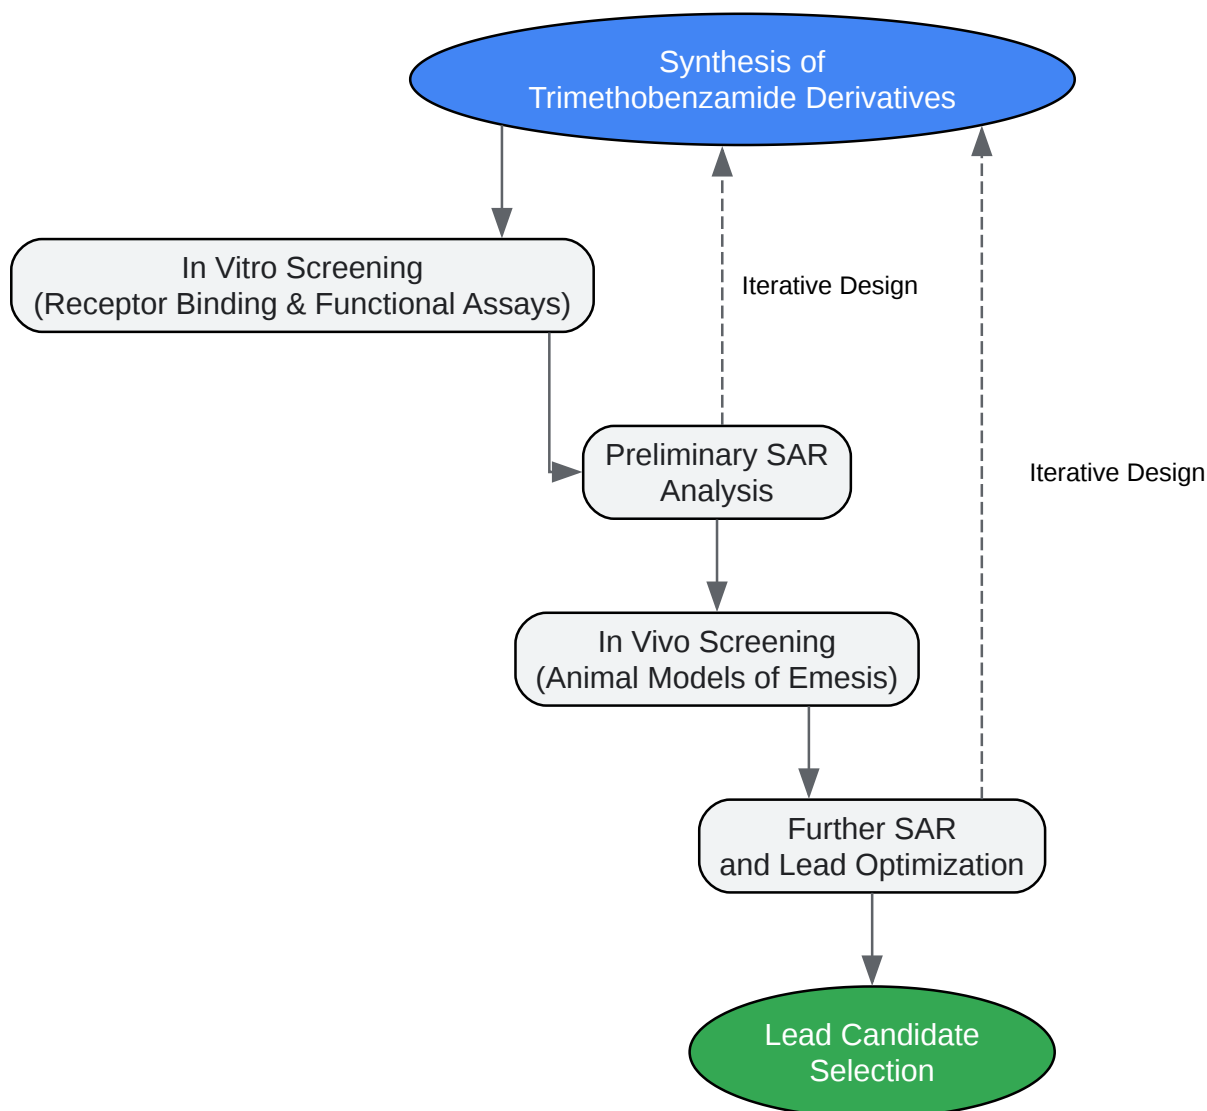 Synthesis of
Trimethobenzamide Derivatives
In Vitro Screening
(Receptor Binding & Functional Assays)
Iterative Design
Preliminary SAR
Analysis
Iterative Design
In Vivo Screening
(Animal Models of Emesis)
Further SAR
and Lead Optimization
Lead Candidate
Selection